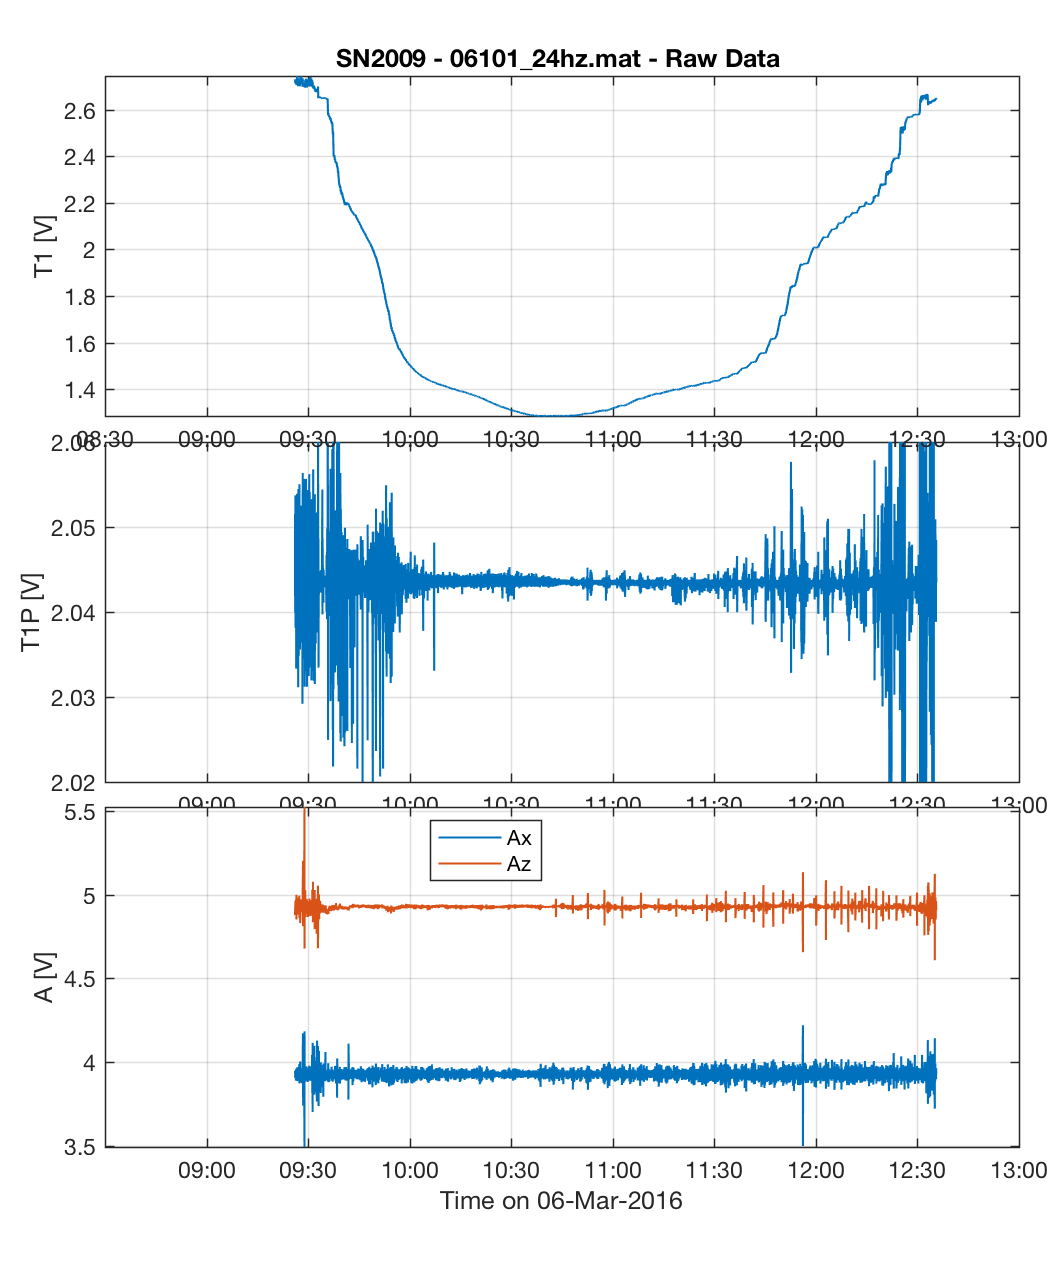 SN2009 - 06101_24hz.mat - Raw Data
T1 [V]
2.6
2.4
2.2
2
1.8
1.6
1.4
08:30 09:00 09:30 10:00 10:30 11:00 11:30 12:00 12:30 13:00
T1P [V]
2.06
2.05
2.04
2.03
2.02
09:00 09:30 10:00 10:30 11:00 11:30 12:00 12:30 13:00
A [V]
5.5
5
4.5
4
3.5
Ax
Az
09:00 09:30 10:00 10:30 11:00 11:30 12:00 12:30 13:00
Time on 06-Mar-2016